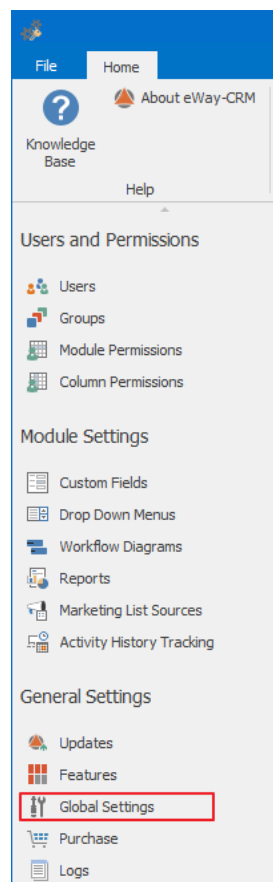 File Home
Knowledge
Base
About eWay-CRM
Help
Users and Permissions
Users
Groups
Module Permissions
Column Permissions
Module Settings
Custom Fields
Drop Down Menus
Workflow Diagrams
Reports
Marketing List Sources
Activity History Tracking
General Settings
Updates
Features
Global Settings
Purchase
Logs